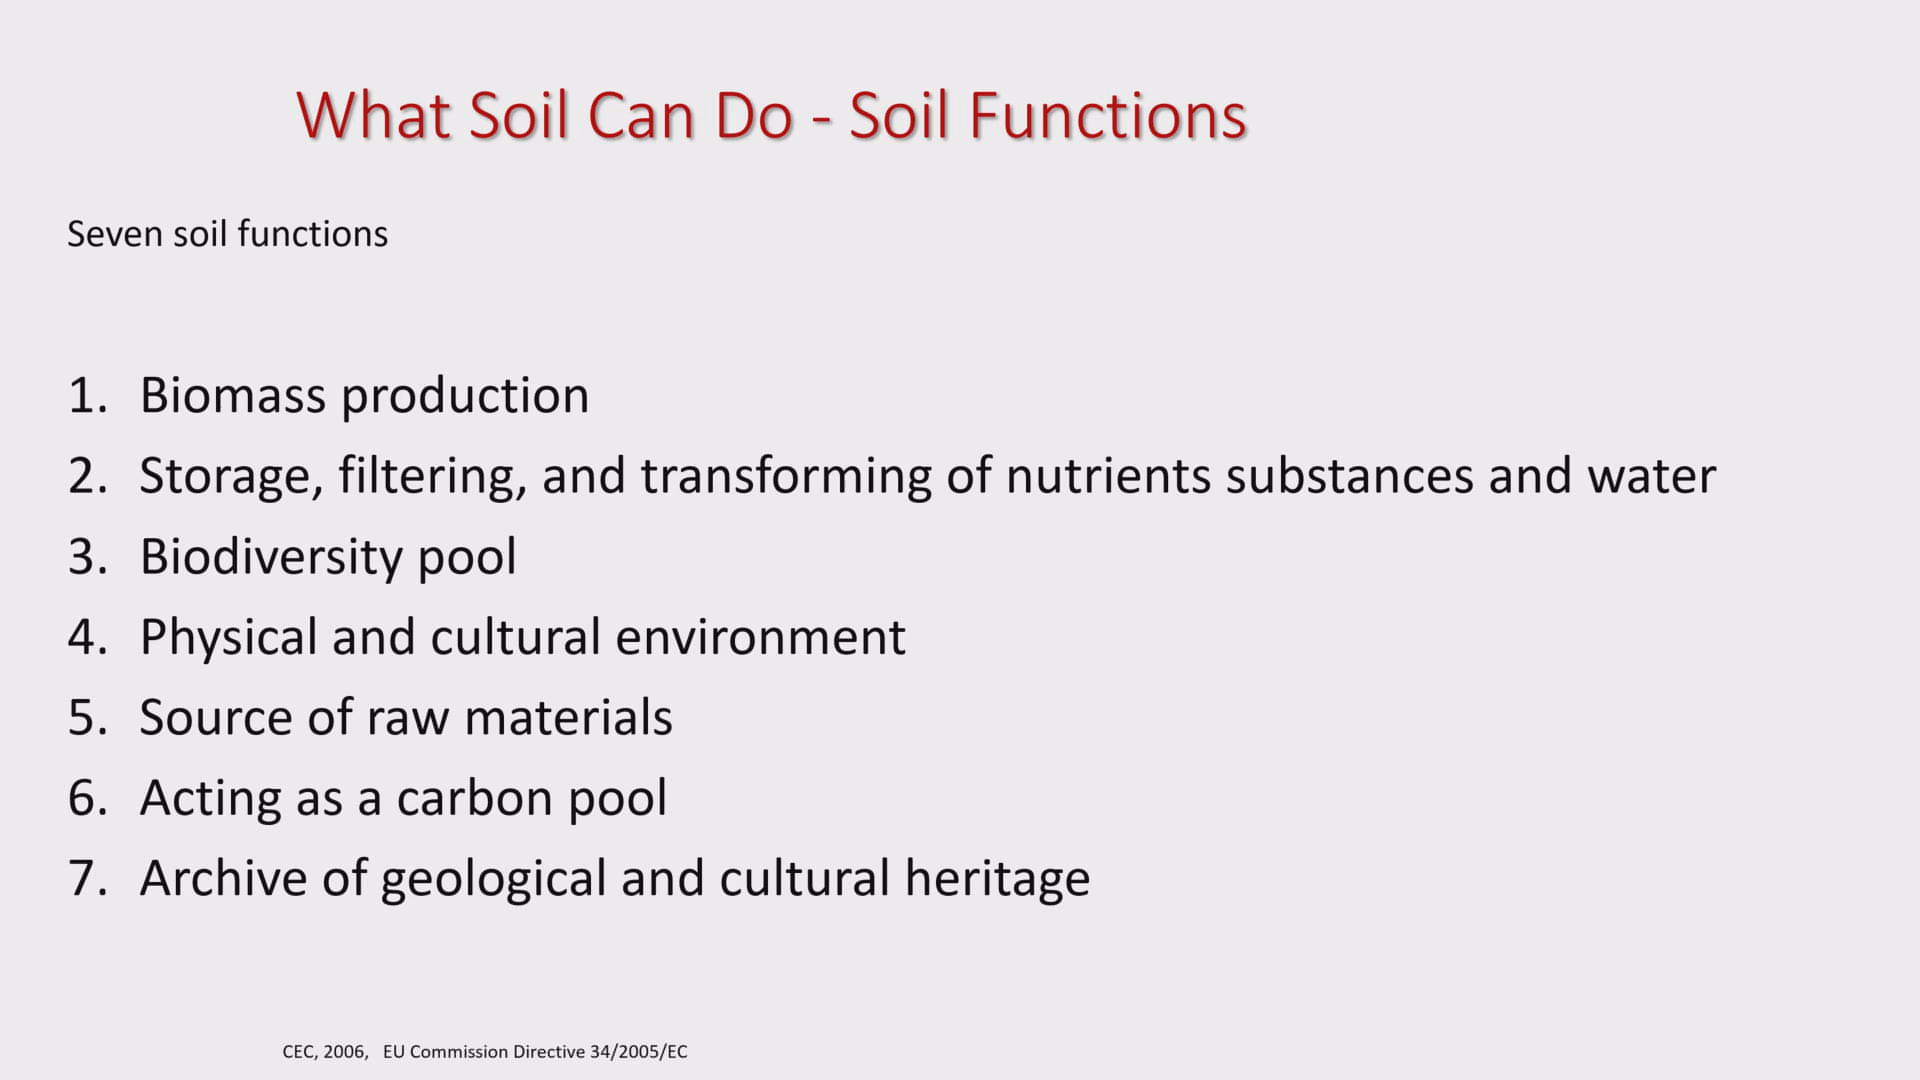 What Soil Can Do - Soil Functions
Seven soil functions
1. Biomass production
2. Storage, filtering, and transforming of nutrients substances and water
3. Biodiversity pool
4. Physical and cultural environment
5. Source of raw materials
6. Acting as a carbon pool
7. Archive of geological and cultural heritage
CEC, 2006, EU Commission Directive 34/2005/EC